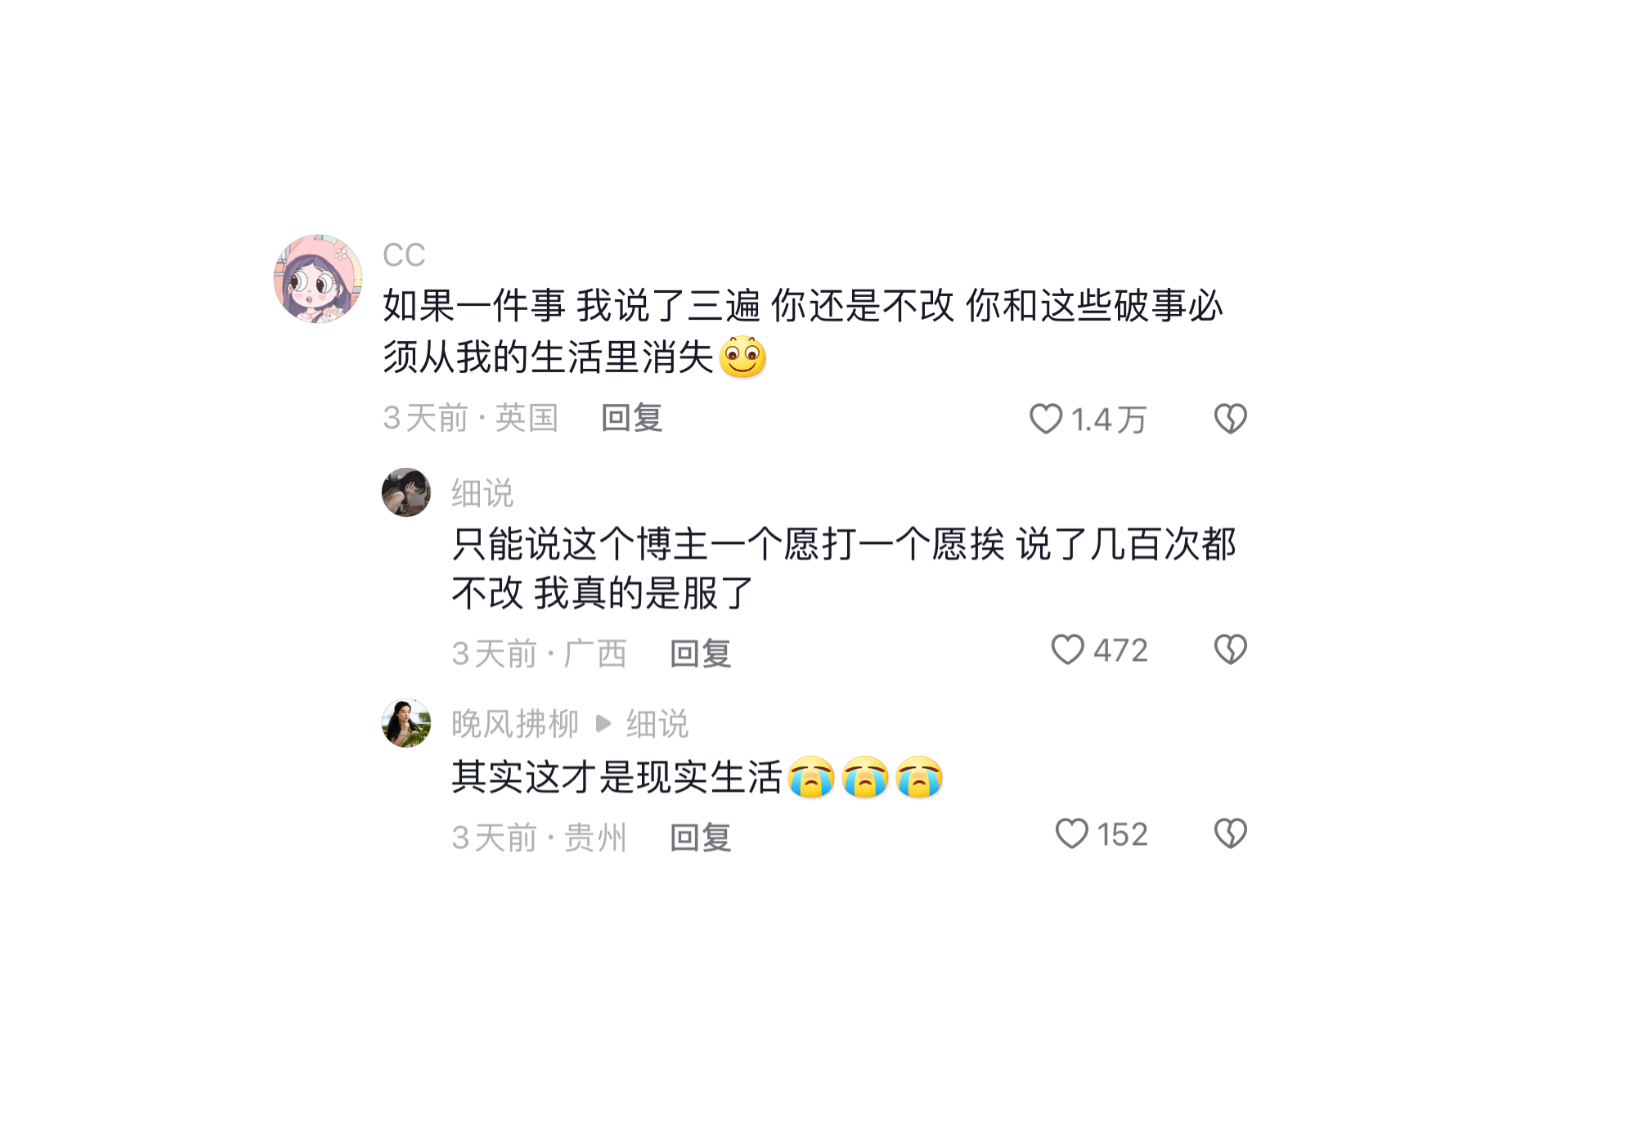 CC
如果一件事 我说了三遍 你还是不改 你和这些破事必
须从我的生活里消失
3天前·英国 回复 1.4万
细说
只能说这个博主一个愿打一个愿挨 说了几百次都
不改 我真的是服了
3天前·广西 回复 472
晚风拂柳 ▶ 细说
其实这才是现实生活😭😭😭
3天前·贵州 回复 152